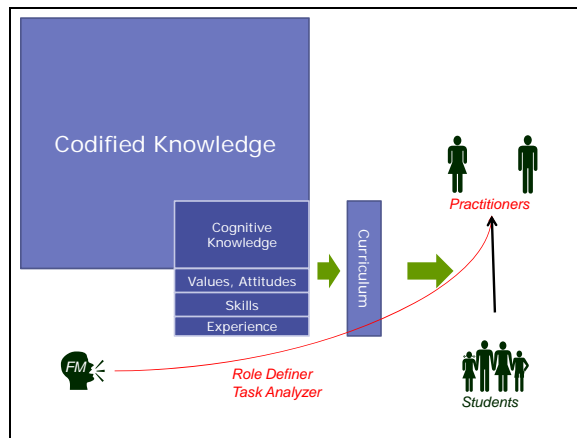 Codified Knowledge
Cognitive
Knowledge
Values, Attitudes
Skills
Experience
Curriculum
Practitioners
FM
Role Definer
Task Analyzer
Students